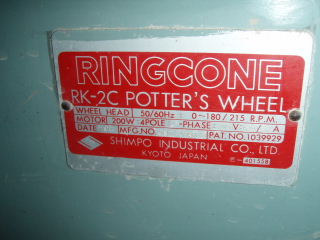 RINGCONE
RK-2C POTTER'S WHEEL
WHEEL HEAD 50/60Hz 0~180/215 R.P.M.
MOTOR 200W 4POLE -PHASE V / A
DATE MFG.NO. PAT.NO.1039929
SHIMPO INDUSTRIAL CO., LTD.
KYOTO JAPAN